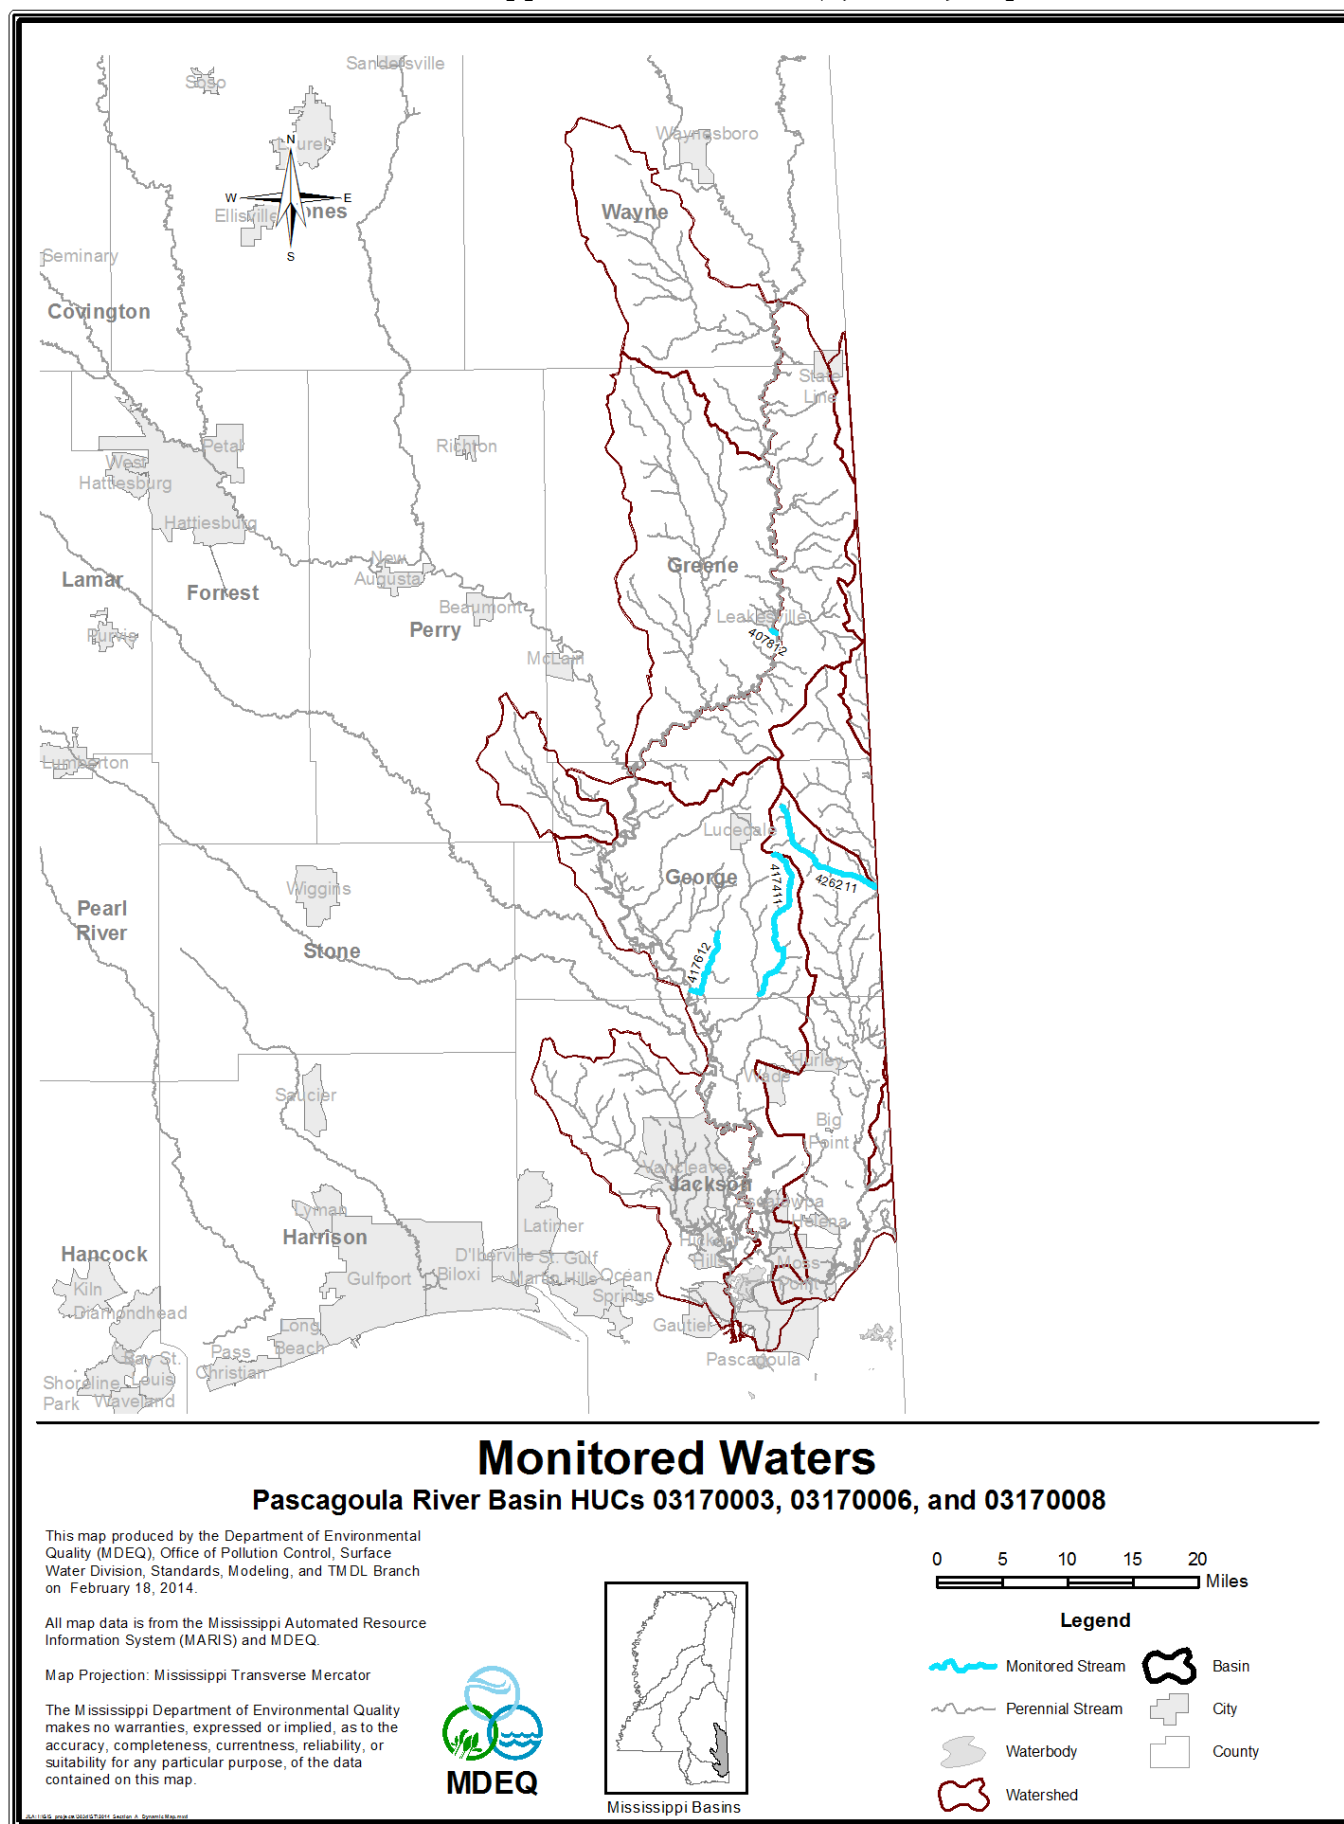 Sandersville
Soso
Waynesboro
N
Laurel
W
E
Ellisville
Jones
Wayne
S
Seminary
Covington
State
Line
Petal
Richton
West
Hattiesburg
Hattiesburg
New
Augusta
Greene
Lamar
Forrest
Beaumont
Leakesville
Perry
Purvis
407812
McLain
Lumberton
Lucedale
George
417411
426211
Wiggins
Pearl
River
Stone
417612
Hurley
Wade
Saucier
Big
Point
Vancleave
Jackson
Escatawpa
Lyman
Helena
Latimer
Harrison
Hickory
Hills
Hancock
D'Iberville
St.
Martin
Gulf
Hills
Moss
Point
Gulfport
Biloxi
Ocean
Springs
Kiln
Diamondhead
Gautier
Long
Beach
Pass
Christian
Bay St.
Louis
Pascagoula
Shoreline
Park
Waveland
Monitored Waters
Pascagoula River Basin HUCs 03170003, 03170006, and 03170008
This map produced by the Department of Environmental
Quality (MDEQ), Office of Pollution Control, Surface
Water Division, Standards, Modeling, and TMDL Branch
on February 18, 2014.
All map data is from the Mississippi Automated Resource
Information System (MARIS) and MDEQ.
Map Projection: Mississippi Transverse Mercator
The Mississippi Department of Environmental Quality
makes no warranties, expressed or implied, as to the
accuracy, completeness, currentness, reliability, or
suitability for any particular purpose, of the data
contained on this map.
MDEQ
Mississippi Basins
0 5 10 15 20
Miles
Legend
Monitored Stream
Basin
Perennial Stream
City
Waterbody
County
Watershed